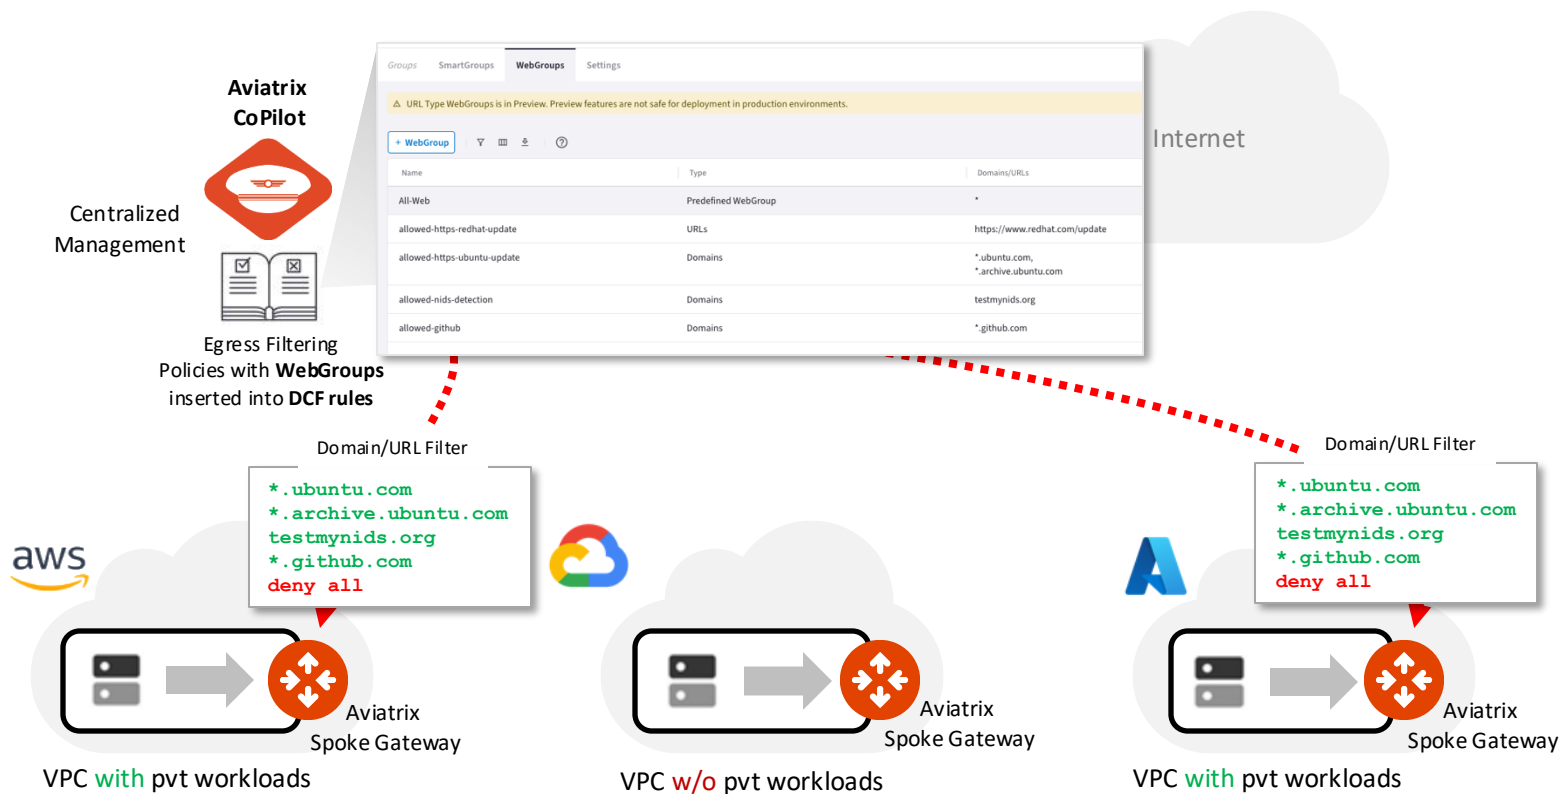 Aviatrix
CoPilot
Centralized
Management
Egress Filtering
Policies with WebGroups
inserted into DCF rules
Groups SmartGroups WebGroups Settings
URL Type WebGroups is in Preview. Preview features are not safe for deployment in production environments.
+ WebGroup
Name Type Domains/URLs
All-Web Predefined WebGroup *
allowed-https-redhat-update URLs https://www.redhat.com/update
allowed-https-ubuntu-update Domains *.ubuntu.com,
*.archive.ubuntu.com
allowed-nids-detection Domains testmynids.org
allowed-github Domains *.github.com
Internet
Domain/URL Filter
*.ubuntu.com
*.archive.ubuntu.com
testmynids.org
*.github.com
deny all
aws
Aviatrix
Spoke Gateway
VPC with pvt workloads
Aviatrix
Spoke Gateway
VPC w/o pvt workloads
Domain/URL Filter
*.ubuntu.com
*.archive.ubuntu.com
testmynids.org
*.github.com
deny all
Aviatrix
Spoke Gateway
VPC with pvt workloads